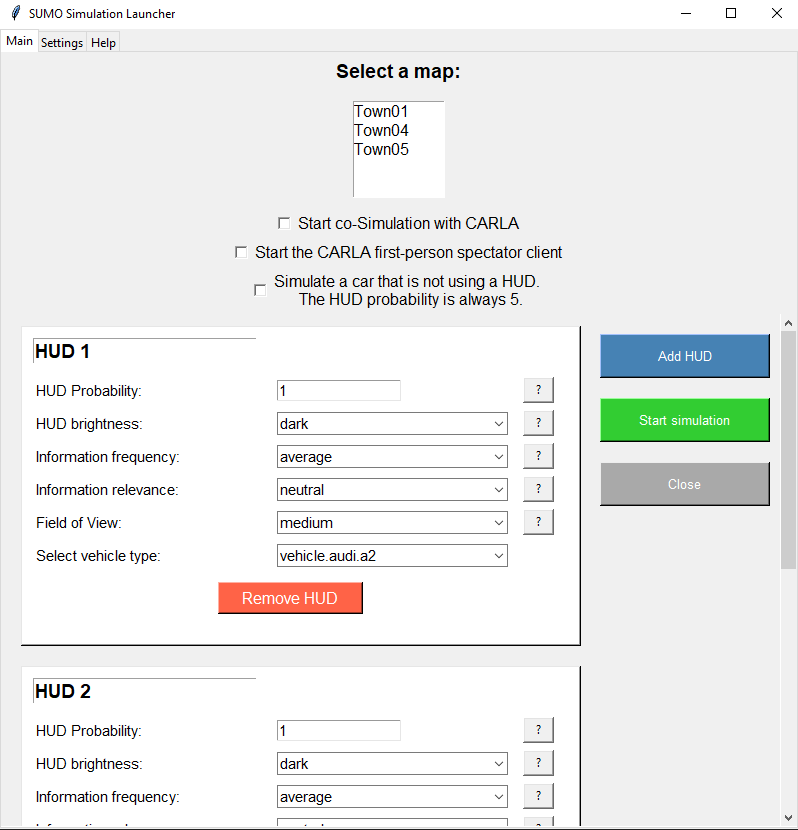 SUMO Simulation Launcher
Main Settings Help
Select a map:
Town01
Town04
Town05
Start co-Simulation with CARLA
Start the CARLA first-person spectator client
Simulate a car that is not using a HUD.
The HUD probability is always 5.
HUD 1
HUD Probability: 1 ?
HUD brightness: dark ?
Information frequency: average ?
Information relevance: neutral ?
Field of View: medium ?
Select vehicle type: vehicle.audi.a2
Remove HUD
Add HUD
Start simulation
Close
HUD 2
HUD Probability: 1 ?
HUD brightness: dark ?
Information frequency: average ?